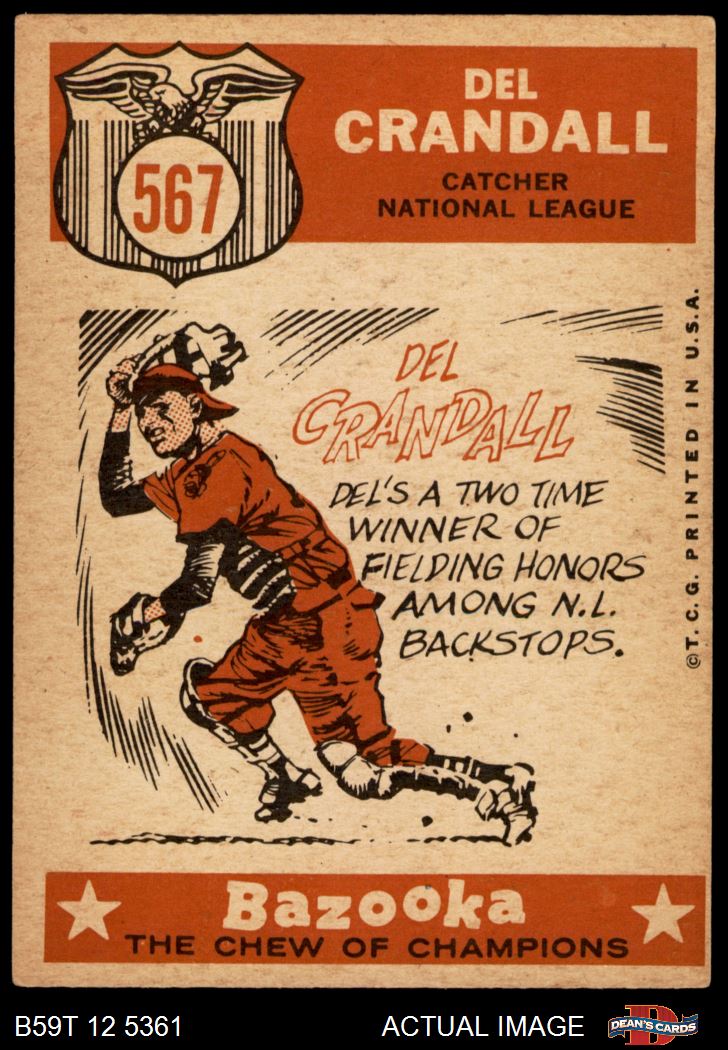 567
DEL
CRANDALL
CATCHER
NATIONAL LEAGUE
DEL
CRANDALL
DEL'S A TWO TIME
WINNER OF
FIELDING HONORS
AMONG N.L.
BACKSTOPS.
©T.C.G. PRINTED IN U.S.A.
Bazooka
THE CHEW OF CHAMPIONS
B59T 12 5361
ACTUAL IMAGE
D
DEAN'S CARDS